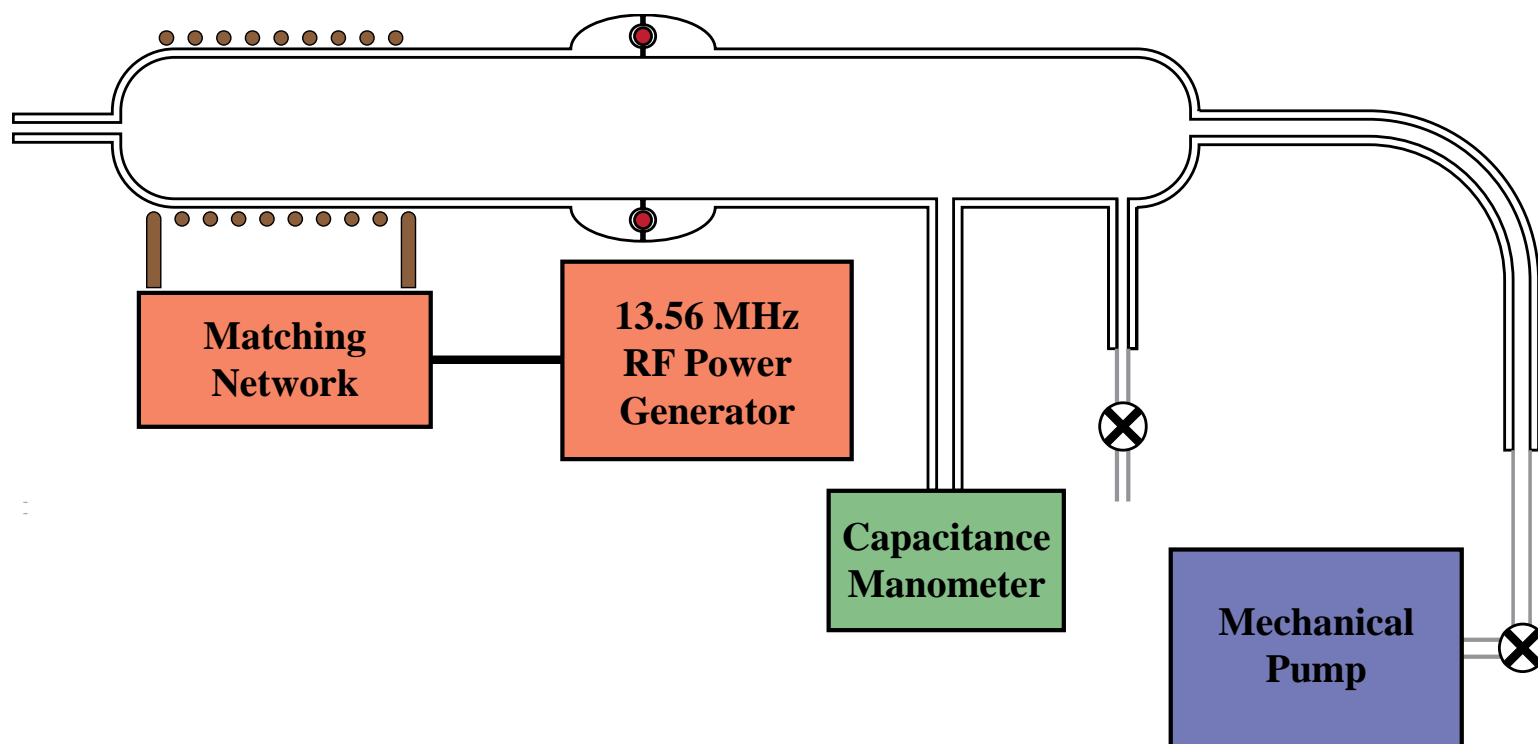 Matching
Network
13.56 MHz
RF Power
Generator
Capacitance
Manometer
Mechanical
Pump